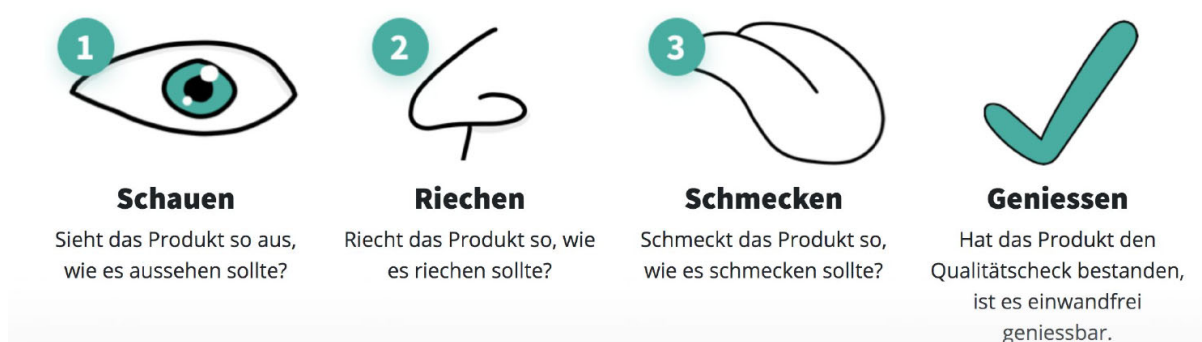 1
Schauen
Sieht das Produkt so aus,
wie es aussehen sollte?
2
Riechen
Riecht das Produkt so, wie
es riechen sollte?
3
Schmecken
Schmeckt das Produkt so,
wie es schmecken sollte?
Geniessen
Hat das Produkt den
Qualitätscheck bestanden,
ist es einwandfrei
geniessbar.